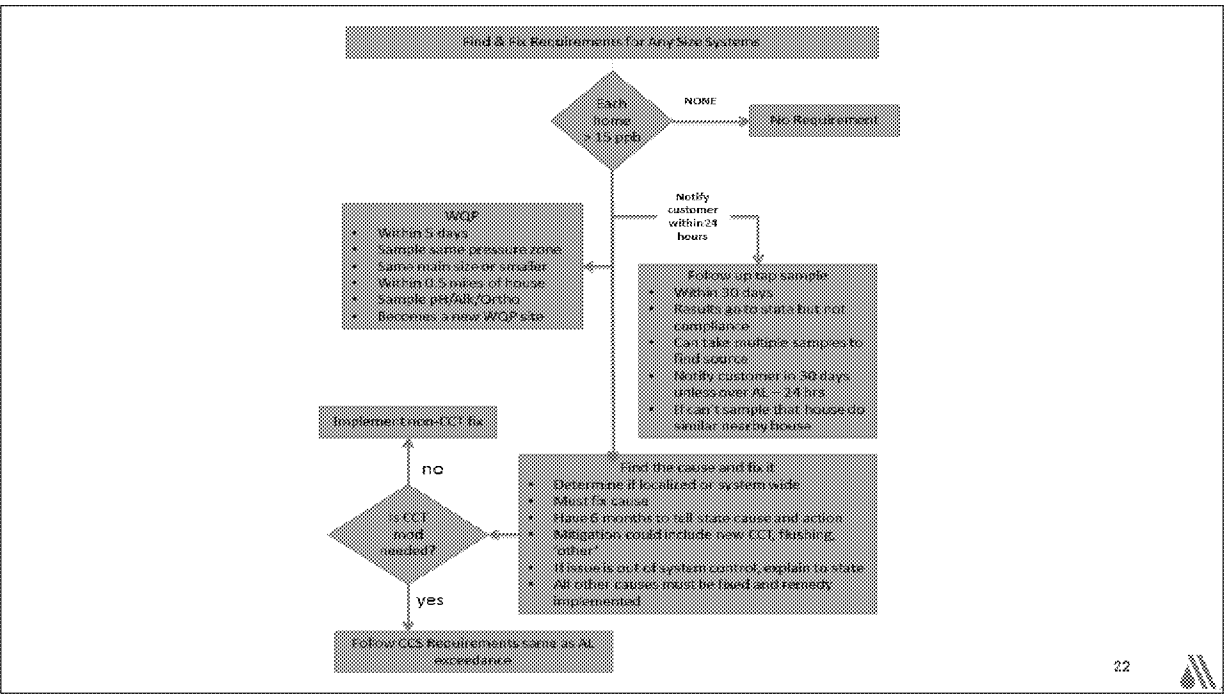 Find & Fix Requirements for Any Size Systems
Each
home
> 15 ppb
NONE
No Requirement
Notify
customer
within 24
hours
WQP
• Within 5 days
• Sample same pressure zone
• Same main size or smaller
• Within 0.5 miles of house
• Sample pH/Alk/Ortho
• Becomes a new WQP site
Follow up tap sample
• Within 30 days
• Results go to state but not
compliance
• Can take multiple samples to
find source
• Notify customer in 30 days
unless over AL – 24 hrs
• If can't sample that house do
similar nearby house
Implement non-CCT fix
no
Is CCT
mod
needed?
yes
Find the cause and fix it
• Determine if localized or system wide
• Must fix cause
• Have 6 months to tell state cause and action
• Mitigation could include new CCT, flushing,
'other'
• If issue is out of system control, explain to state
• All other causes must be fixed and remedy
implemented
Follow CCS Requirements same as AL
exceedance
22